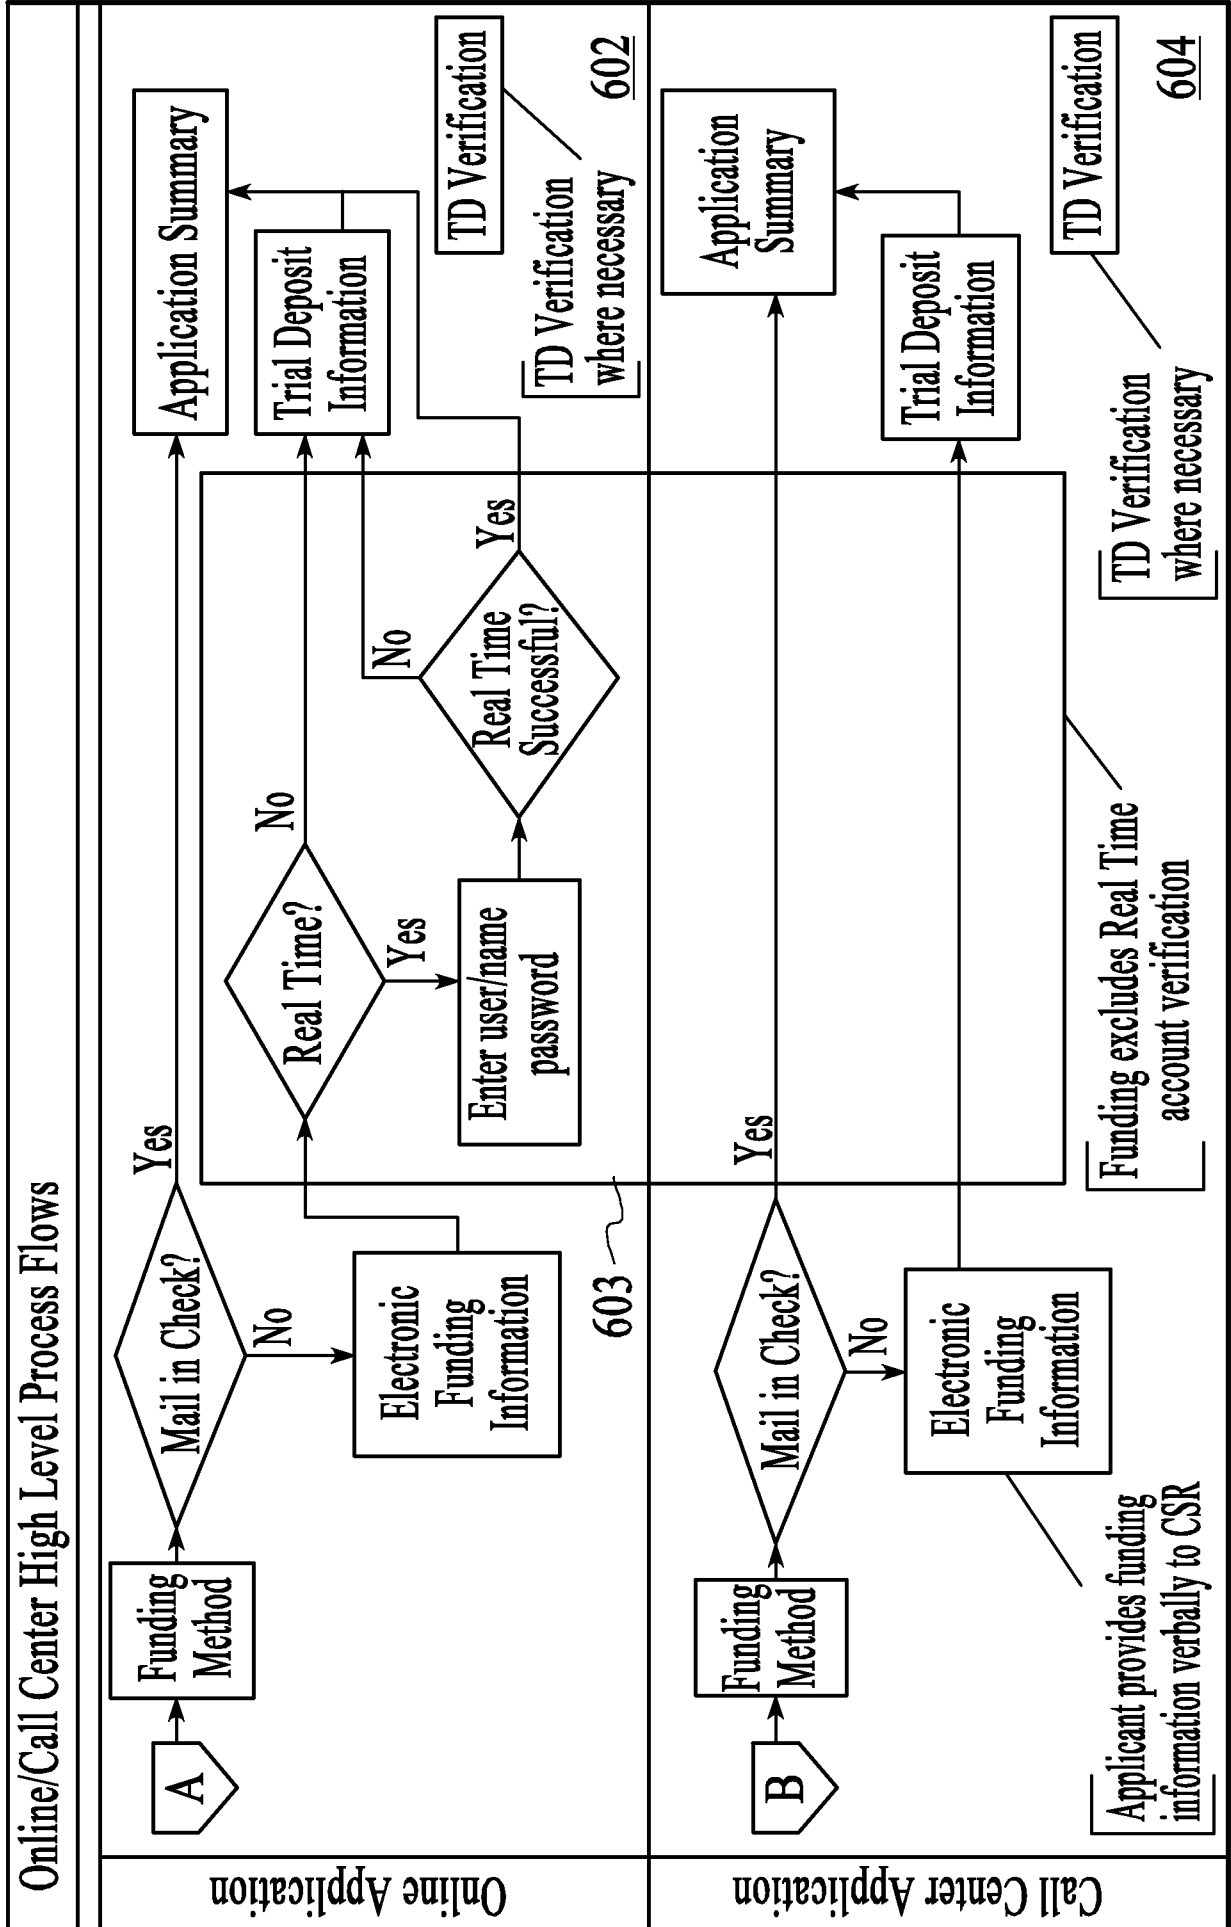 Online/Call Center High Level Process Flows
Online Application
A
Funding
Method
Mail in Check?
Yes
No
Electronic
Funding
Information
Real Time?
No
Yes
Enter user/name
password
Real Time
Successful?
No
Yes
Trial Deposit
Information
Application Summary
TD Verification
TD Verification
where necessary
602
603
Call Center Application
B
Funding
Method
Mail in Check?
Yes
No
Electronic
Funding
Information
Applicant provides funding
information verbally to CSR
Funding excludes Real Time
account verification
Trial Deposit
Information
Application
Summary
TD Verification
TD Verification
where necessary
604